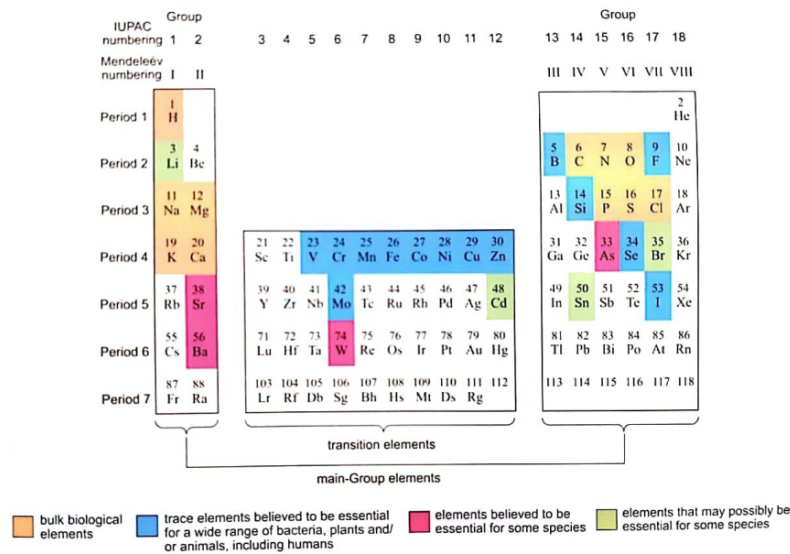 Group Group
IUPAC numbering 1 2 3 4 5 6 7 8 9 10 11 12 13 14 15 16 17 18
Mendeleév numbering I II III IV V VI VII VIII
Period 1 1 2
H He
Period 2 3 4 5 6 7 8 9 10
Li Be B C N O F Ne
Period 3 11 12 13 14 15 16 17 18
Na Mg Al Si P S Cl Ar
Period 4 19 20 21 22 23 24 25 26 27 28 29 30 31 32 33 34 35 36
K Ca Sc Ti V Cr Mn Fe Co Ni Cu Zn Ga Ge As Se Br Kr
Period 5 37 38 39 40 41 42 43 44 45 46 47 48 49 50 51 52 53 54
Rb Sr Y Zr Nb Mo Tc Ru Rh Pd Ag Cd In Sn Sb Te I Xe
Period 6 55 56 71 72 73 74 75 76 77 78 79 80 81 82 83 84 85 86
Cs Ba Lu Hf Ta W Re Os Ir Pt Au Hg Tl Pb Bi Po At Rn
Period 7 87 88 103 104 105 106 107 108 109 110 111 112 113 114 115 116 117 118
Fr Ra Lr Rf Db Sg Bh Hs Mt Ds Rg
transition elements
main-Group elements
bulk biological
elements
trace elements believed to be essential
for a wide range of bacteria, plants and/
or animals, including humans
elements believed to be
essential for some species
elements that may possibly be
essential for some species